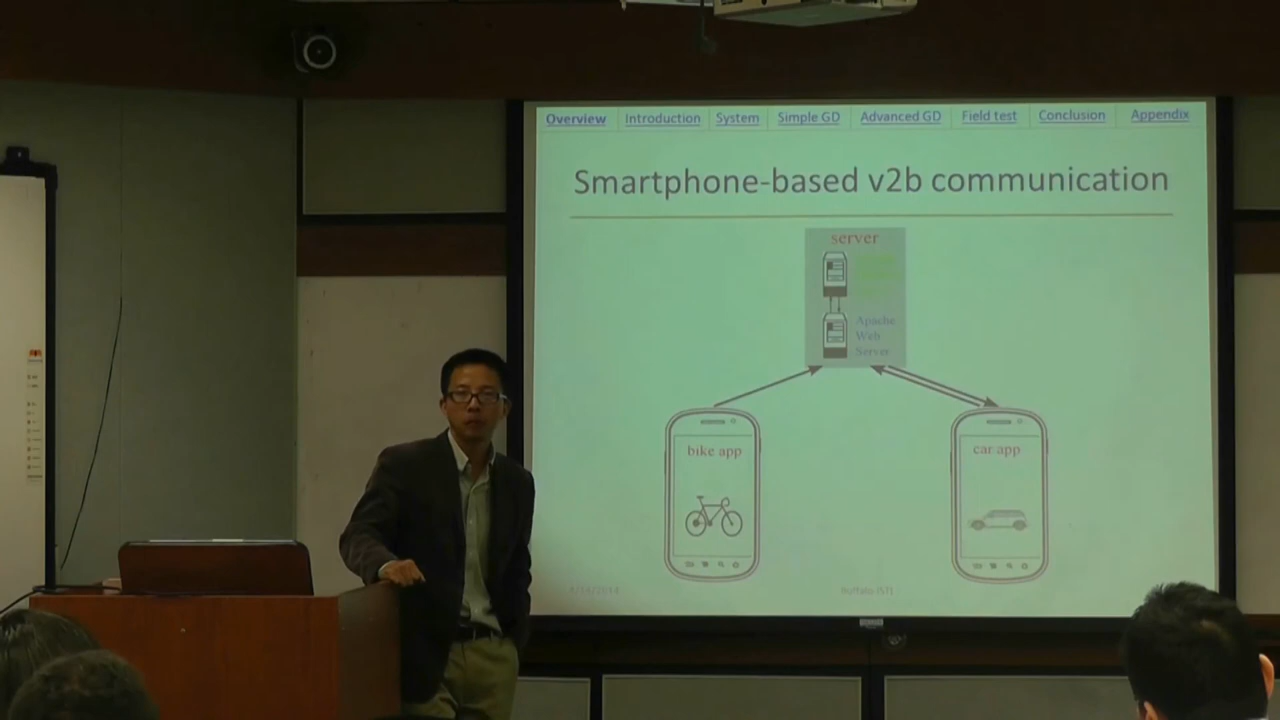 Overview Introduction System Simple GD Advanced GD Field test Conclusion Appendix
Smartphone-based v2b communication
server
Apache
Web
Server
bike app
car app